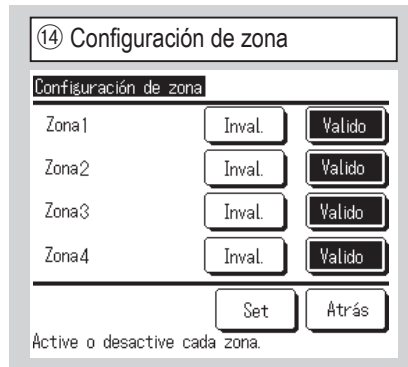 ⑭ Configuración de zona
Configuración de zona
Zona1 Inval. Valido
Zona2 Inval. Valido
Zona3 Inval. Valido
Zona4 Inval. Valido
Set Atrás
Active o desactive cada zona.